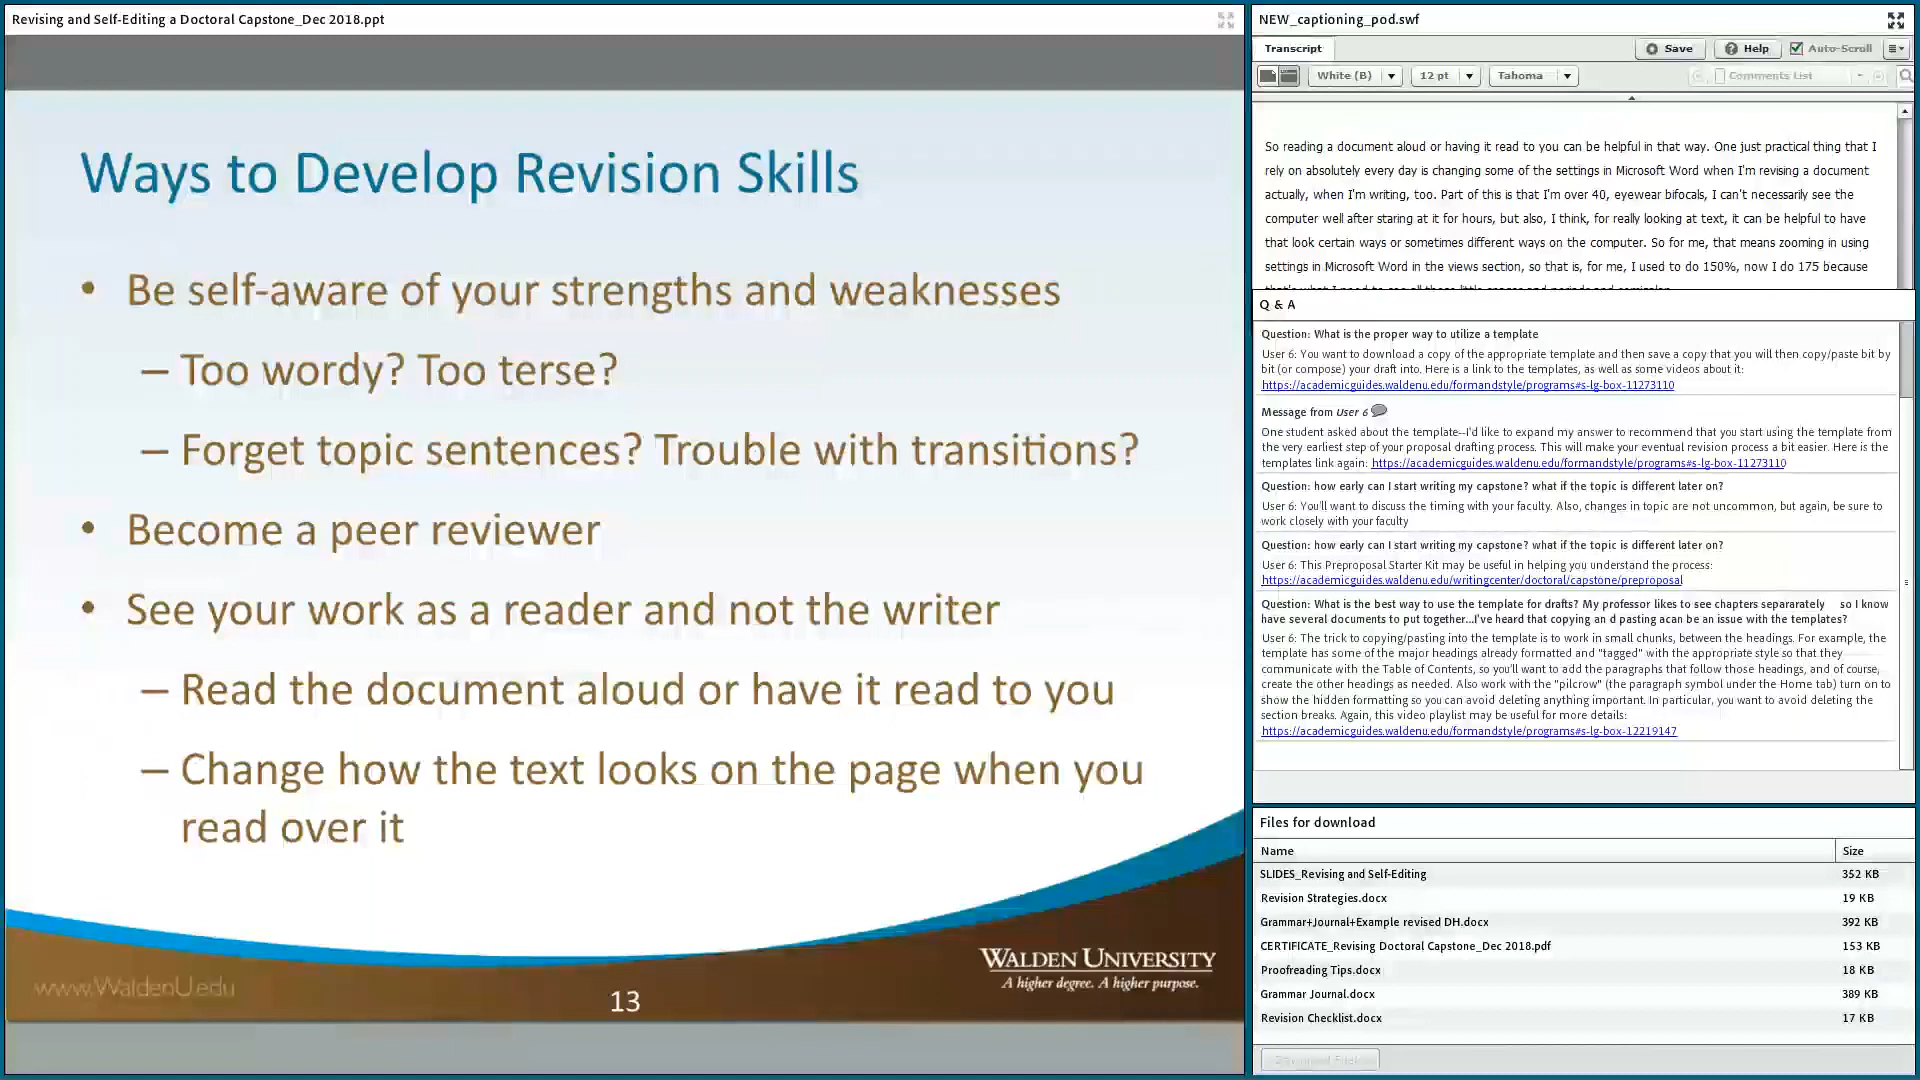 Revising and Self-Editing a Doctoral Capstone_Dec 2018.ppt
Ways to Develop Revision Skills
• Be self-aware of your strengths and weaknesses
– Too wordy? Too terse?
– Forget topic sentences? Trouble with transitions?
• Become a peer reviewer
• See your work as a reader and not the writer
– Read the document aloud or have it read to you
– Change how the text looks on the page when you
read over it
www.WaldenU.edu
13
WALDEN UNIVERSITY
A higher degree. A higher purpose.
NEW_captioning_pod.swf
Transcript
Save
Help
Auto-Scroll
White (B)
12 pt
Tahoma
Comments List
So reading a document aloud or having it read to you can be helpful in that way. One just practical thing that I
rely on absolutely every day is changing some of the settings in Microsoft Word when I'm revising a document
actually, when I'm writing, too. Part of this is that I'm over 40, eyewear bifocals, I can't necessarily see the
computer well after staring at it for hours, but also, I think, for really looking at text, it can be helpful to have
that look certain ways or sometimes different ways on the computer. So for me, that means zooming in using
settings in Microsoft Word in the views section, so that is, for me, I used to do 150%, now I do 175 because
Q & A
Question: What is the proper way to utilize a template
User 6: You want to download a copy of the appropriate template and then save a copy that you will then copy/paste bit by
bit (or compose) your draft into. Here is a link to the templates, as well as some videos about it:
https://academicguides.waldenu.edu/formandstyle/programs#s-lg-box-11273110
Message from User 6
One student asked about the template--I'd like to expand my answer to recommend that you start using the template from
the very earliest step of your proposal drafting process. This will make your eventual revision process a bit easier. Here is the
templates link again: https://academicguides.waldenu.edu/formandstyle/programs#s-lg-box-11273110
Question: how early can I start writing my capstone? what if the topic is different later on?
User 6: You'll want to discuss the timing with your faculty. Also, changes in topic are not uncommon, but again, be sure to
work closely with your faculty
Question: how early can I start writing my capstone? what if the topic is different later on?
User 6: This Preproposal Starter Kit may be useful in helping you understand the process:
https://academicguides.waldenu.edu/writingcenter/doctoral/capstone/preproposal
Question: What is the best way to use the template for drafts? My professor likes to see chapters separarately so I know
have several documents to put together...I've heard that copying an d pasting acan be an issue with the templates?
User 6: The trick to copying/pasting into the template is to work in small chunks, between the headings. For example, the
template has some of the major headings already formatted and "tagged" with the appropriate style so that they
communicate with the Table of Contents, so you'll want to add the paragraphs that follow those headings, and of course,
create the other headings as needed. Also work with the "pilcrow" (the paragraph symbol under the Home tab) turn on to
show the hidden formatting so you can avoid deleting anything important. In particular, you want to avoid deleting the
section breaks. Again, this video playlist may be useful for more details:
https://academicguides.waldenu.edu/formandstyle/programs#s-lg-box-12219147
Files for download
Name Size
SLIDES_Revising and Self-Editing 352 KB
Revision Strategies.docx 19 KB
Grammar+Journal+Example revised DH.docx 392 KB
CERTIFICATE_Revising Doctoral Capstone_Dec 2018.pdf 153 KB
Proofreading Tips.docx 18 KB
Grammar Journal.docx 389 KB
Revision Checklist.docx 17 KB